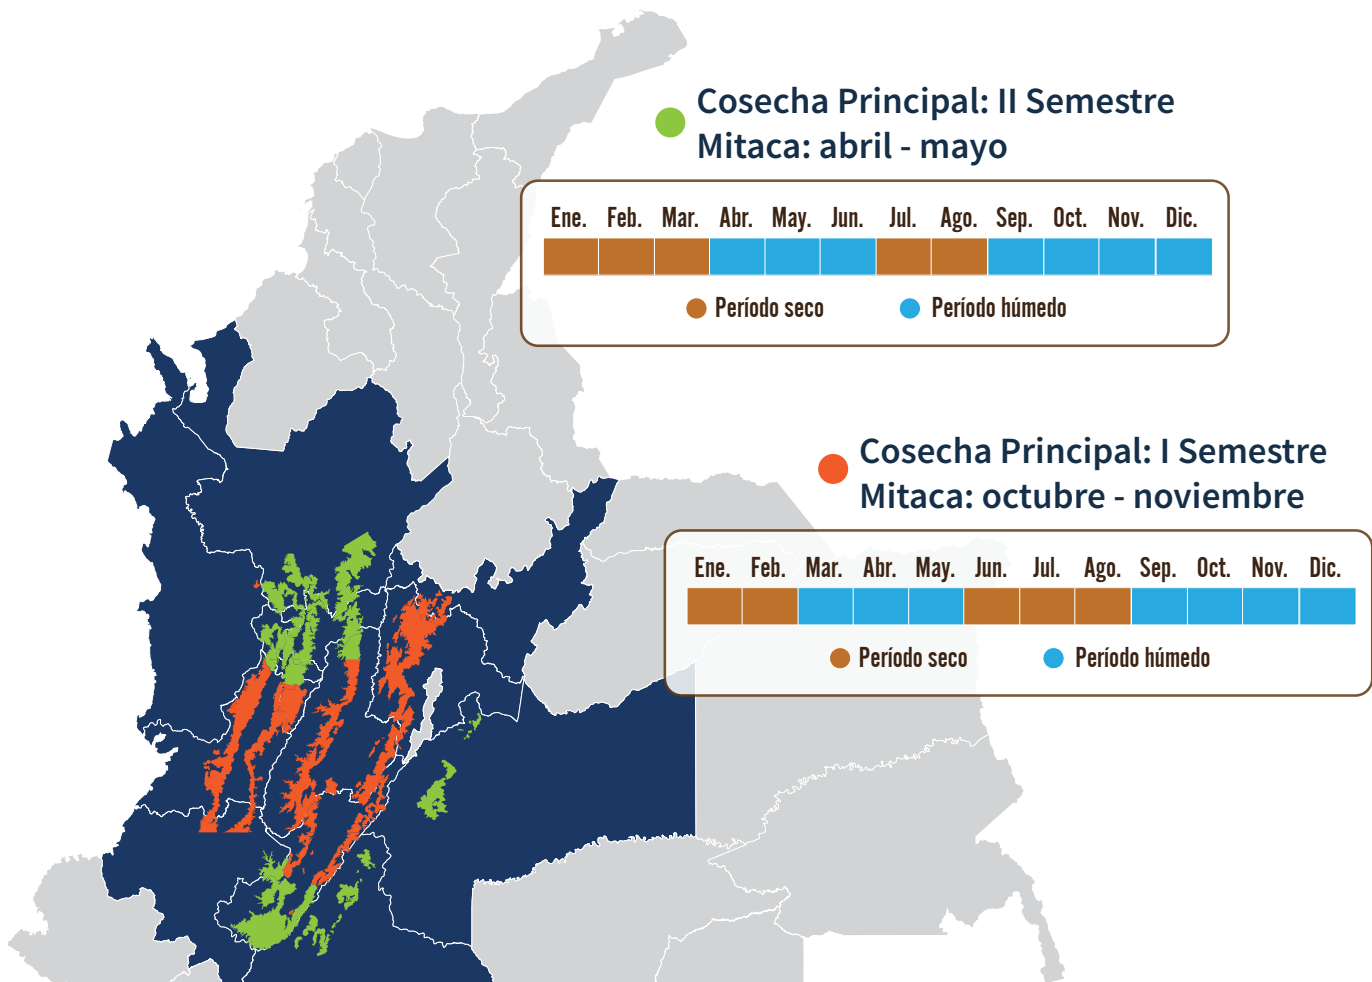 Cosecha Principal: II Semestre
Mitaca: abril - mayo
Ene. Feb. Mar. Abr. May. Jun. Jul. Ago. Sep. Oct. Nov. Dic.
Período seco Período húmedo
Cosecha Principal: I Semestre
Mitaca: octubre - noviembre
Ene. Feb. Mar. Abr. May. Jun. Jul. Ago. Sep. Oct. Nov. Dic.
Período seco Período húmedo